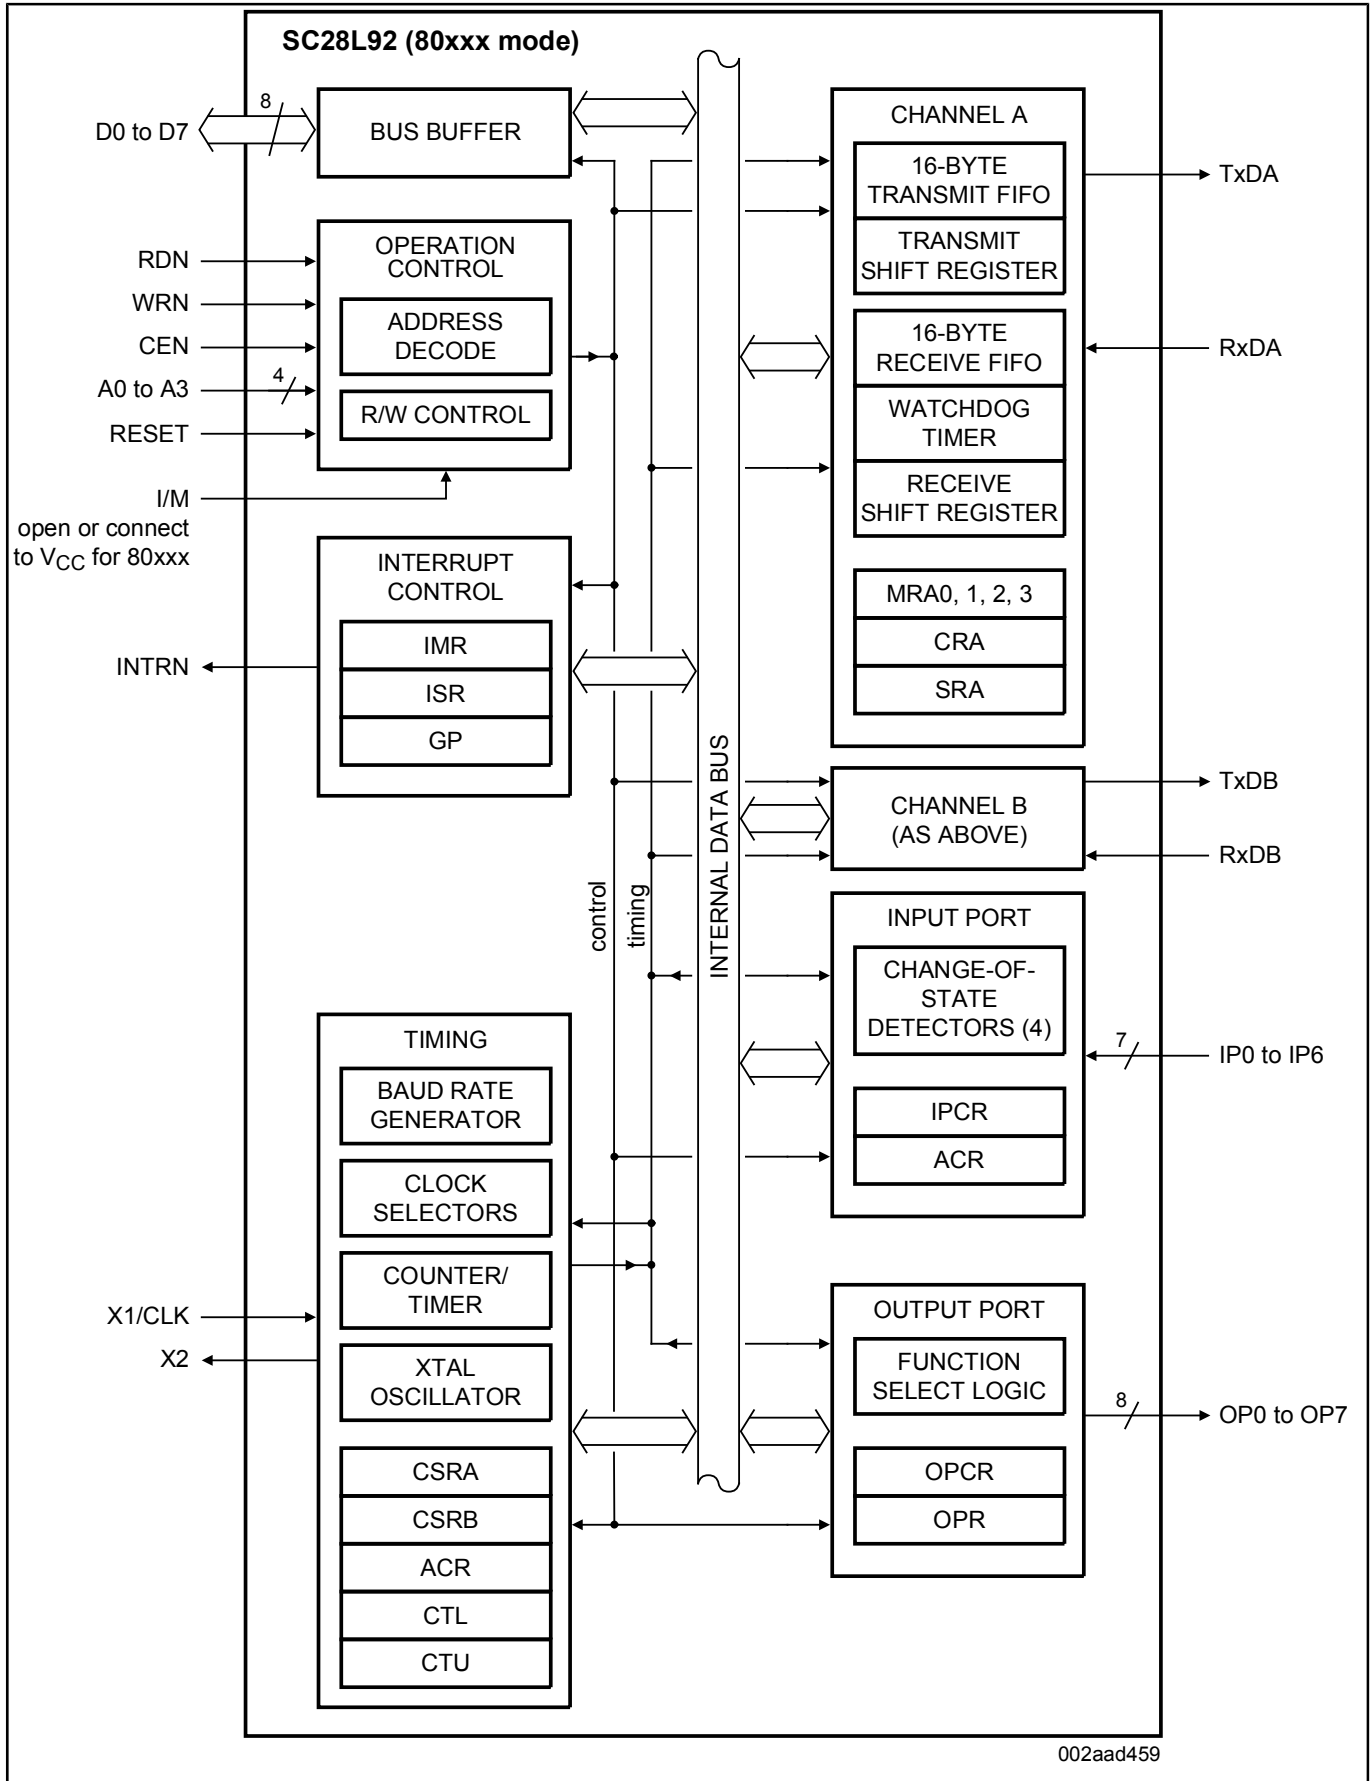 SC28L92 (80xxx mode)
D0 to D7
8
BUS BUFFER
RDN
WRN
CEN
A0 to A3
4
RESET
I/M
open or connect
to VCC for 80xxx
OPERATION
CONTROL
ADDRESS
DECODE
R/W CONTROL
INTRN
INTERRUPT
CONTROL
IMR
ISR
GP
control
timing
INTERNAL DATA BUS
X1/CLK
X2
TIMING
BAUD RATE
GENERATOR
CLOCK
SELECTORS
COUNTER/
TIMER
XTAL
OSCILLATOR
CSRA
CSRB
ACR
CTL
CTU
CHANNEL A
16-BYTE
TRANSMIT FIFO
TRANSMIT
SHIFT REGISTER
16-BYTE
RECEIVE FIFO
WATCHDOG
TIMER
RECEIVE
SHIFT REGISTER
MRA0, 1, 2, 3
CRA
SRA
TxDA
RxDA
CHANNEL B
(AS ABOVE)
TxDB
RxDB
INPUT PORT
CHANGE-OF-
STATE
DETECTORS (4)
IPCR
ACR
7
IP0 to IP6
OUTPUT PORT
FUNCTION
SELECT LOGIC
OPCR
OPR
8
OP0 to OP7
002aad459